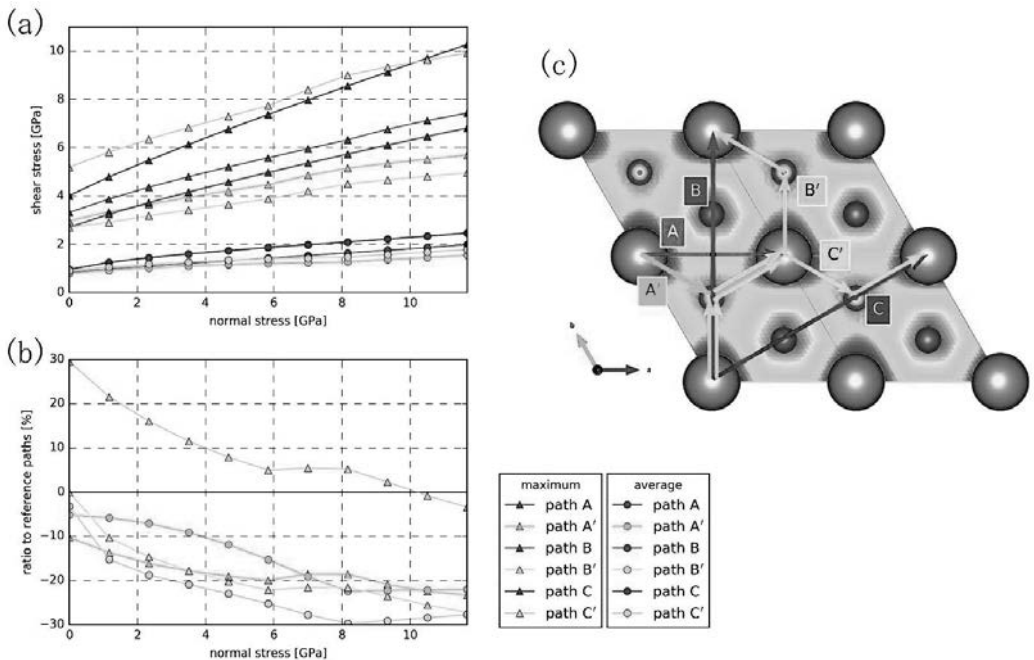 (a)
shear stress [GPa]
10
8
6
4
2
0
0 2 4 6 8 10
normal stress [GPa]
(b)
ratio to reference paths [%]
30
20
10
0
−10
−20
−30
0 2 4 6 8 10
normal stress [GPa]
(c)
B
B′
A
C′
A′
C
b
a
maximum
path A
path A′
path B
path B′
path C
path C′
average
path A
path A′
path B
path B′
path C
path C′